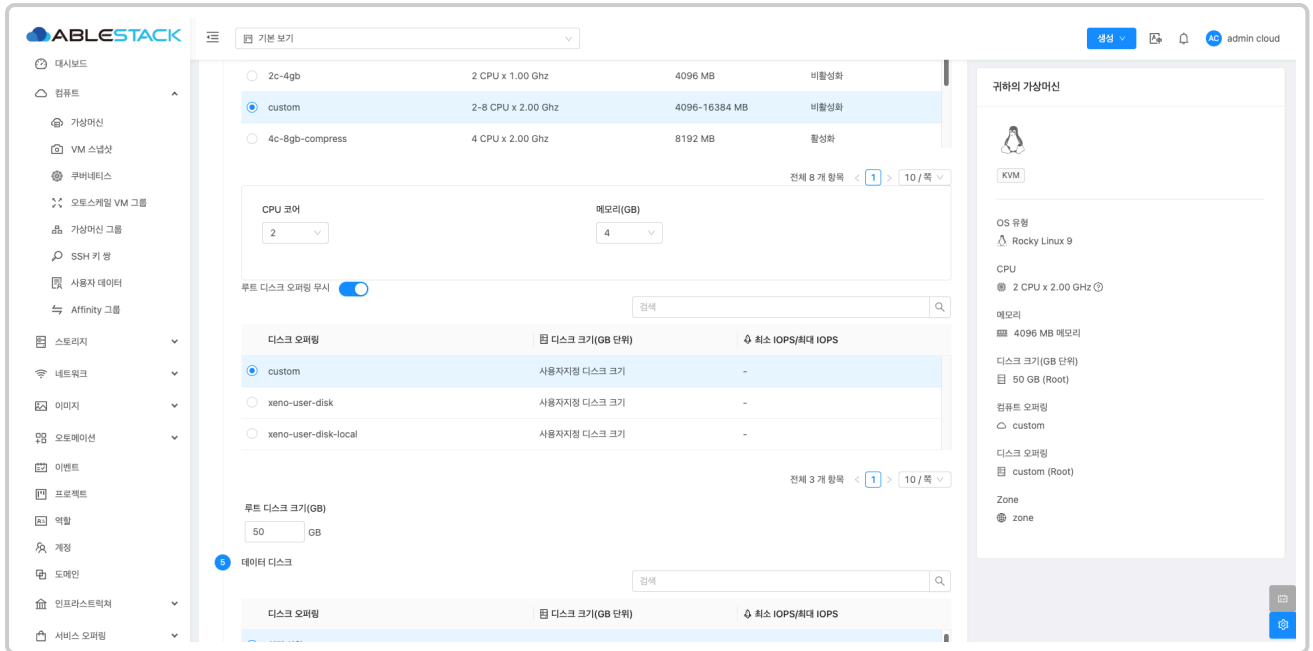 ABLESTACK
기본 보기
생성
AC admin cloud
대시보드
컴퓨트
가상머신
VM 스냅샷
쿠버네티스
오토스케일 VM 그룹
가상머신 그룹
SSH 키 쌍
사용자 데이터
Affinity 그룹
스토리지
네트워크
이미지
오토메이션
이벤트
프로젝트
역할
계정
도메인
인프라스트럭쳐
서비스 오퍼링
2c-4gb 2 CPU x 1.00 Ghz 4096 MB 비활성화
custom 2-8 CPU x 2.00 Ghz 4096-16384 MB 비활성화
4c-8gb-compress 4 CPU x 2.00 Ghz 8192 MB 활성화
전체 8 개 항목 < 1 > 10 / 쪽
CPU 코어 메모리(GB)
2 4
루트 디스크 오퍼링 무시
검색
디스크 오퍼링 디스크 크기(GB 단위) 최소 IOPS/최대 IOPS
custom 사용자지정 디스크 크기 -
xeno-user-disk 사용자지정 디스크 크기 -
xeno-user-disk-local 사용자지정 디스크 크기 -
전체 3 개 항목 < 1 > 10 / 쪽
루트 디스크 크기(GB)
50 GB
5 데이터 디스크
검색
디스크 오퍼링 디스크 크기(GB 단위) 최소 IOPS/최대 IOPS
귀하의 가상머신
KVM
OS 유형
Rocky Linux 9
CPU
2 CPU x 2.00 GHz
메모리
4096 MB 메모리
디스크 크기(GB 단위)
50 GB (Root)
컴퓨트 오퍼링
custom
디스크 오퍼링
custom (Root)
Zone
zone